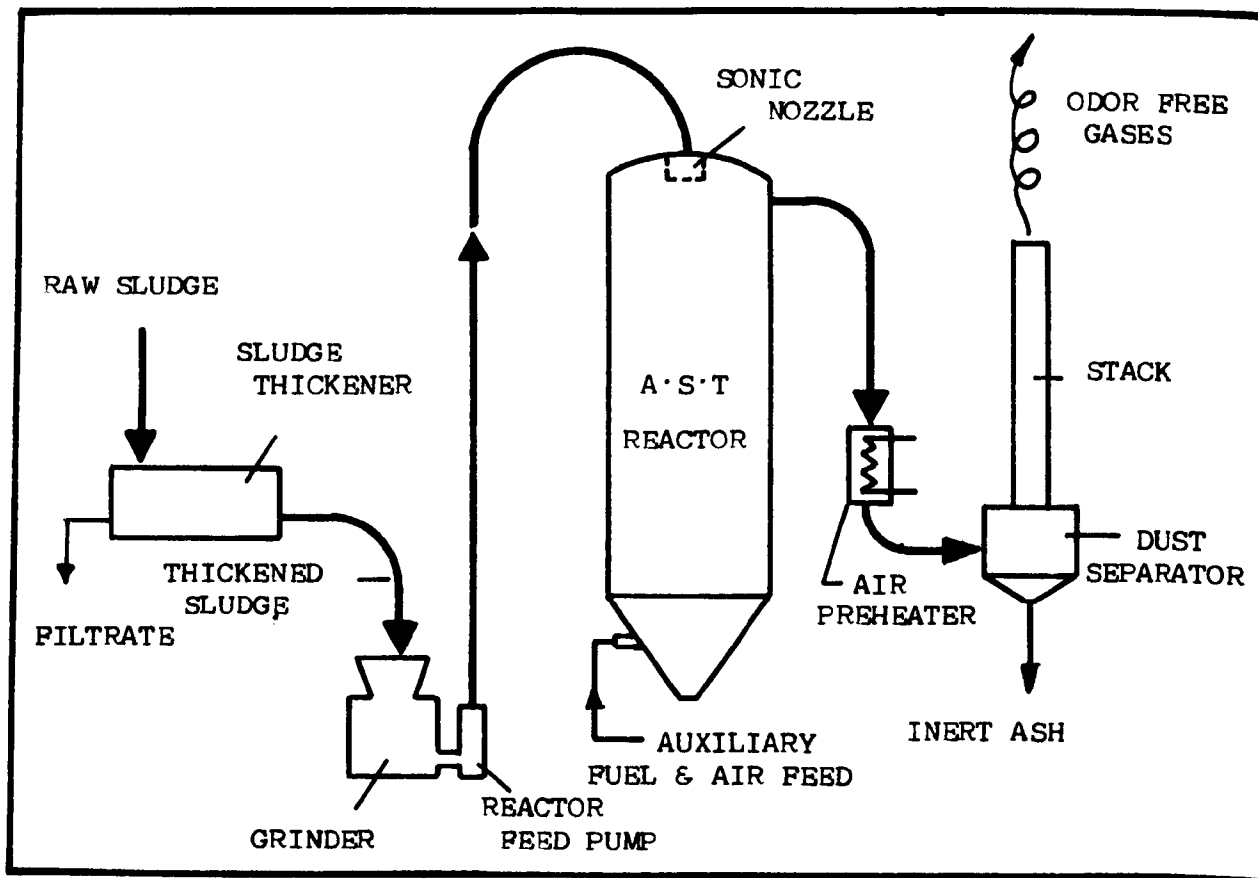 SONIC
NOZZLE
ODOR FREE
GASES
RAW SLUDGE
SLUDGE
THICKENER
A·S·T
REACTOR
STACK
THICKENED
SLUDGE
FILTRATE
AIR
PREHEATER
DUST
SEPARATOR
INERT ASH
AUXILIARY
FUEL & AIR FEED
REACTOR
FEED PUMP
GRINDER